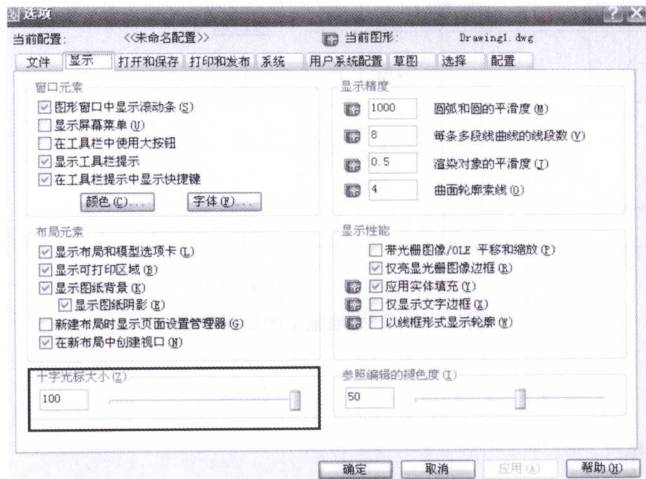 选项
当前配置: <<未命名配置>> 当前图形: Drawing1.dwg
文件 显示 打开和保存 打印和发布 系统 用户系统配置 草图 选择 配置
窗口元素
图形窗口中显示滚动条(S)
显示屏幕菜单(U)
在工具栏中使用大按钮
显示工具栏提示
在工具栏提示中显示快捷键
颜色(C)... 字体(F)...
显示精度
1000 圆弧和圆的平滑度(M)
8 每条多段线曲线的线段数(V)
0.5 渲染对象的平滑度(J)
4 曲面轮廓素线(O)
布局元素
显示布局和模型选项卡(L)
显示可打印区域(B)
显示图纸背景(K)
显示图纸阴影(E)
新建布局时显示页面设置管理器(G)
在新布局中创建视口(N)
显示性能
带光栅图像/OLE 平移和缩放(P)
仅亮显光栅图像边框(R)
应用实体填充(Y)
仅显示文字边框(X)
以线框形式显示轮廓(W)
十字光标大小(Z)
100
参照编辑的褪色度(I)
50
确定 取消 应用(A) 帮助(H)